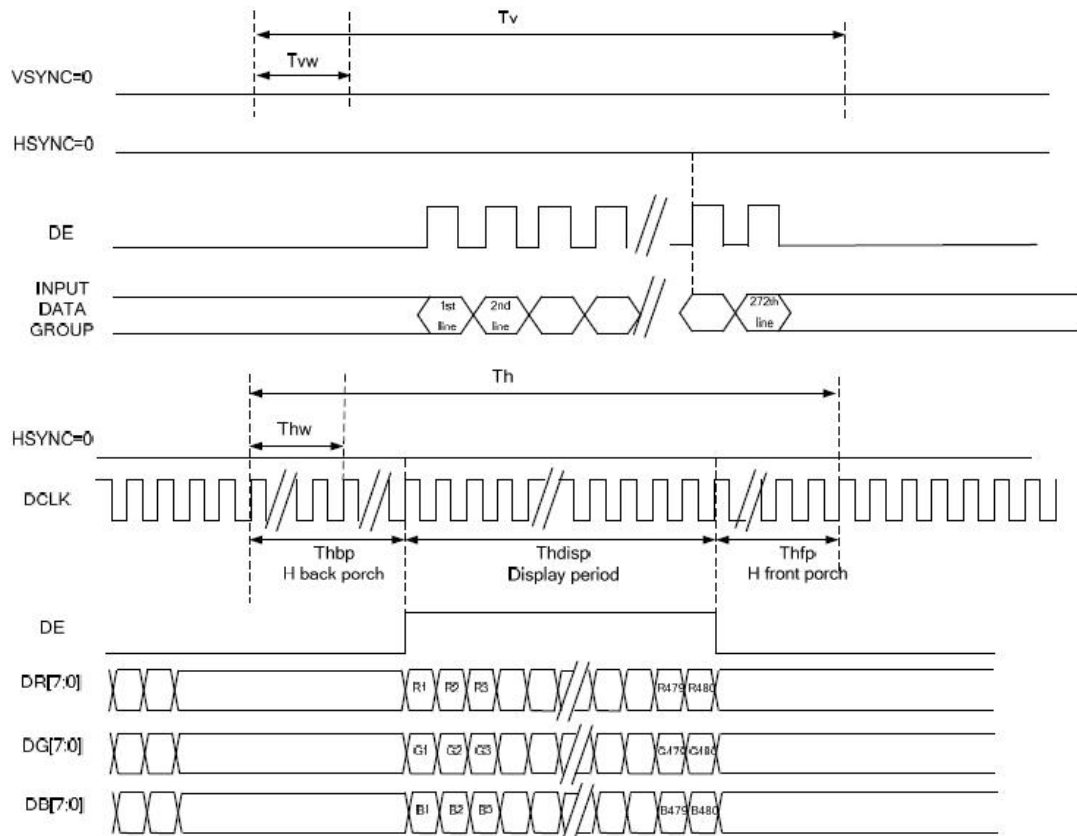 Tv
Tvw
VSYNC=0
HSYNC=0
DE
INPUT
DATA
GROUP
1st
line
2nd
line
272th
line
Th
HSYNC=0
Thw
DCLK
Thbp
H back porch
Thdisp
Display period
Thfp
H front porch
DE
DR[7:0]
R1 R2 R3 R479 R480
DG[7:0]
G1 G2 G3 G479 G480
DB[7:0]
B1 B2 B3 B479 B480